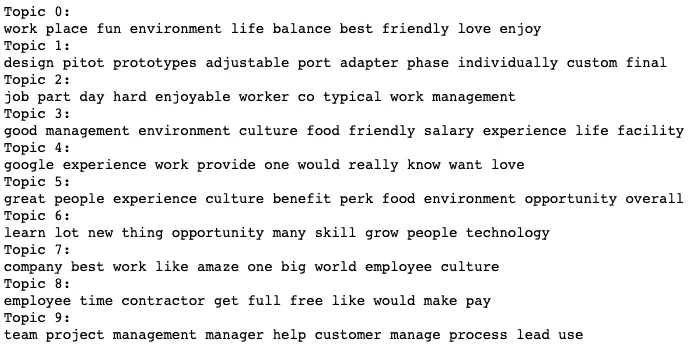 Topic 0:
work place fun environment life balance best friendly love enjoy
Topic 1:
design pitot prototypes adjustable port adapter phase individually custom final
Topic 2:
job part day hard enjoyable worker co typical work management
Topic 3:
good management environment culture food friendly salary experience life facility
Topic 4:
google experience work provide one would really know want love
Topic 5:
great people experience culture benefit perk food environment opportunity overall
Topic 6:
learn lot new thing opportunity many skill grow people technology
Topic 7:
company best work like amaze one big world employee culture
Topic 8:
employee time contractor get full free like would make pay
Topic 9:
team project management manager help customer manage process lead use